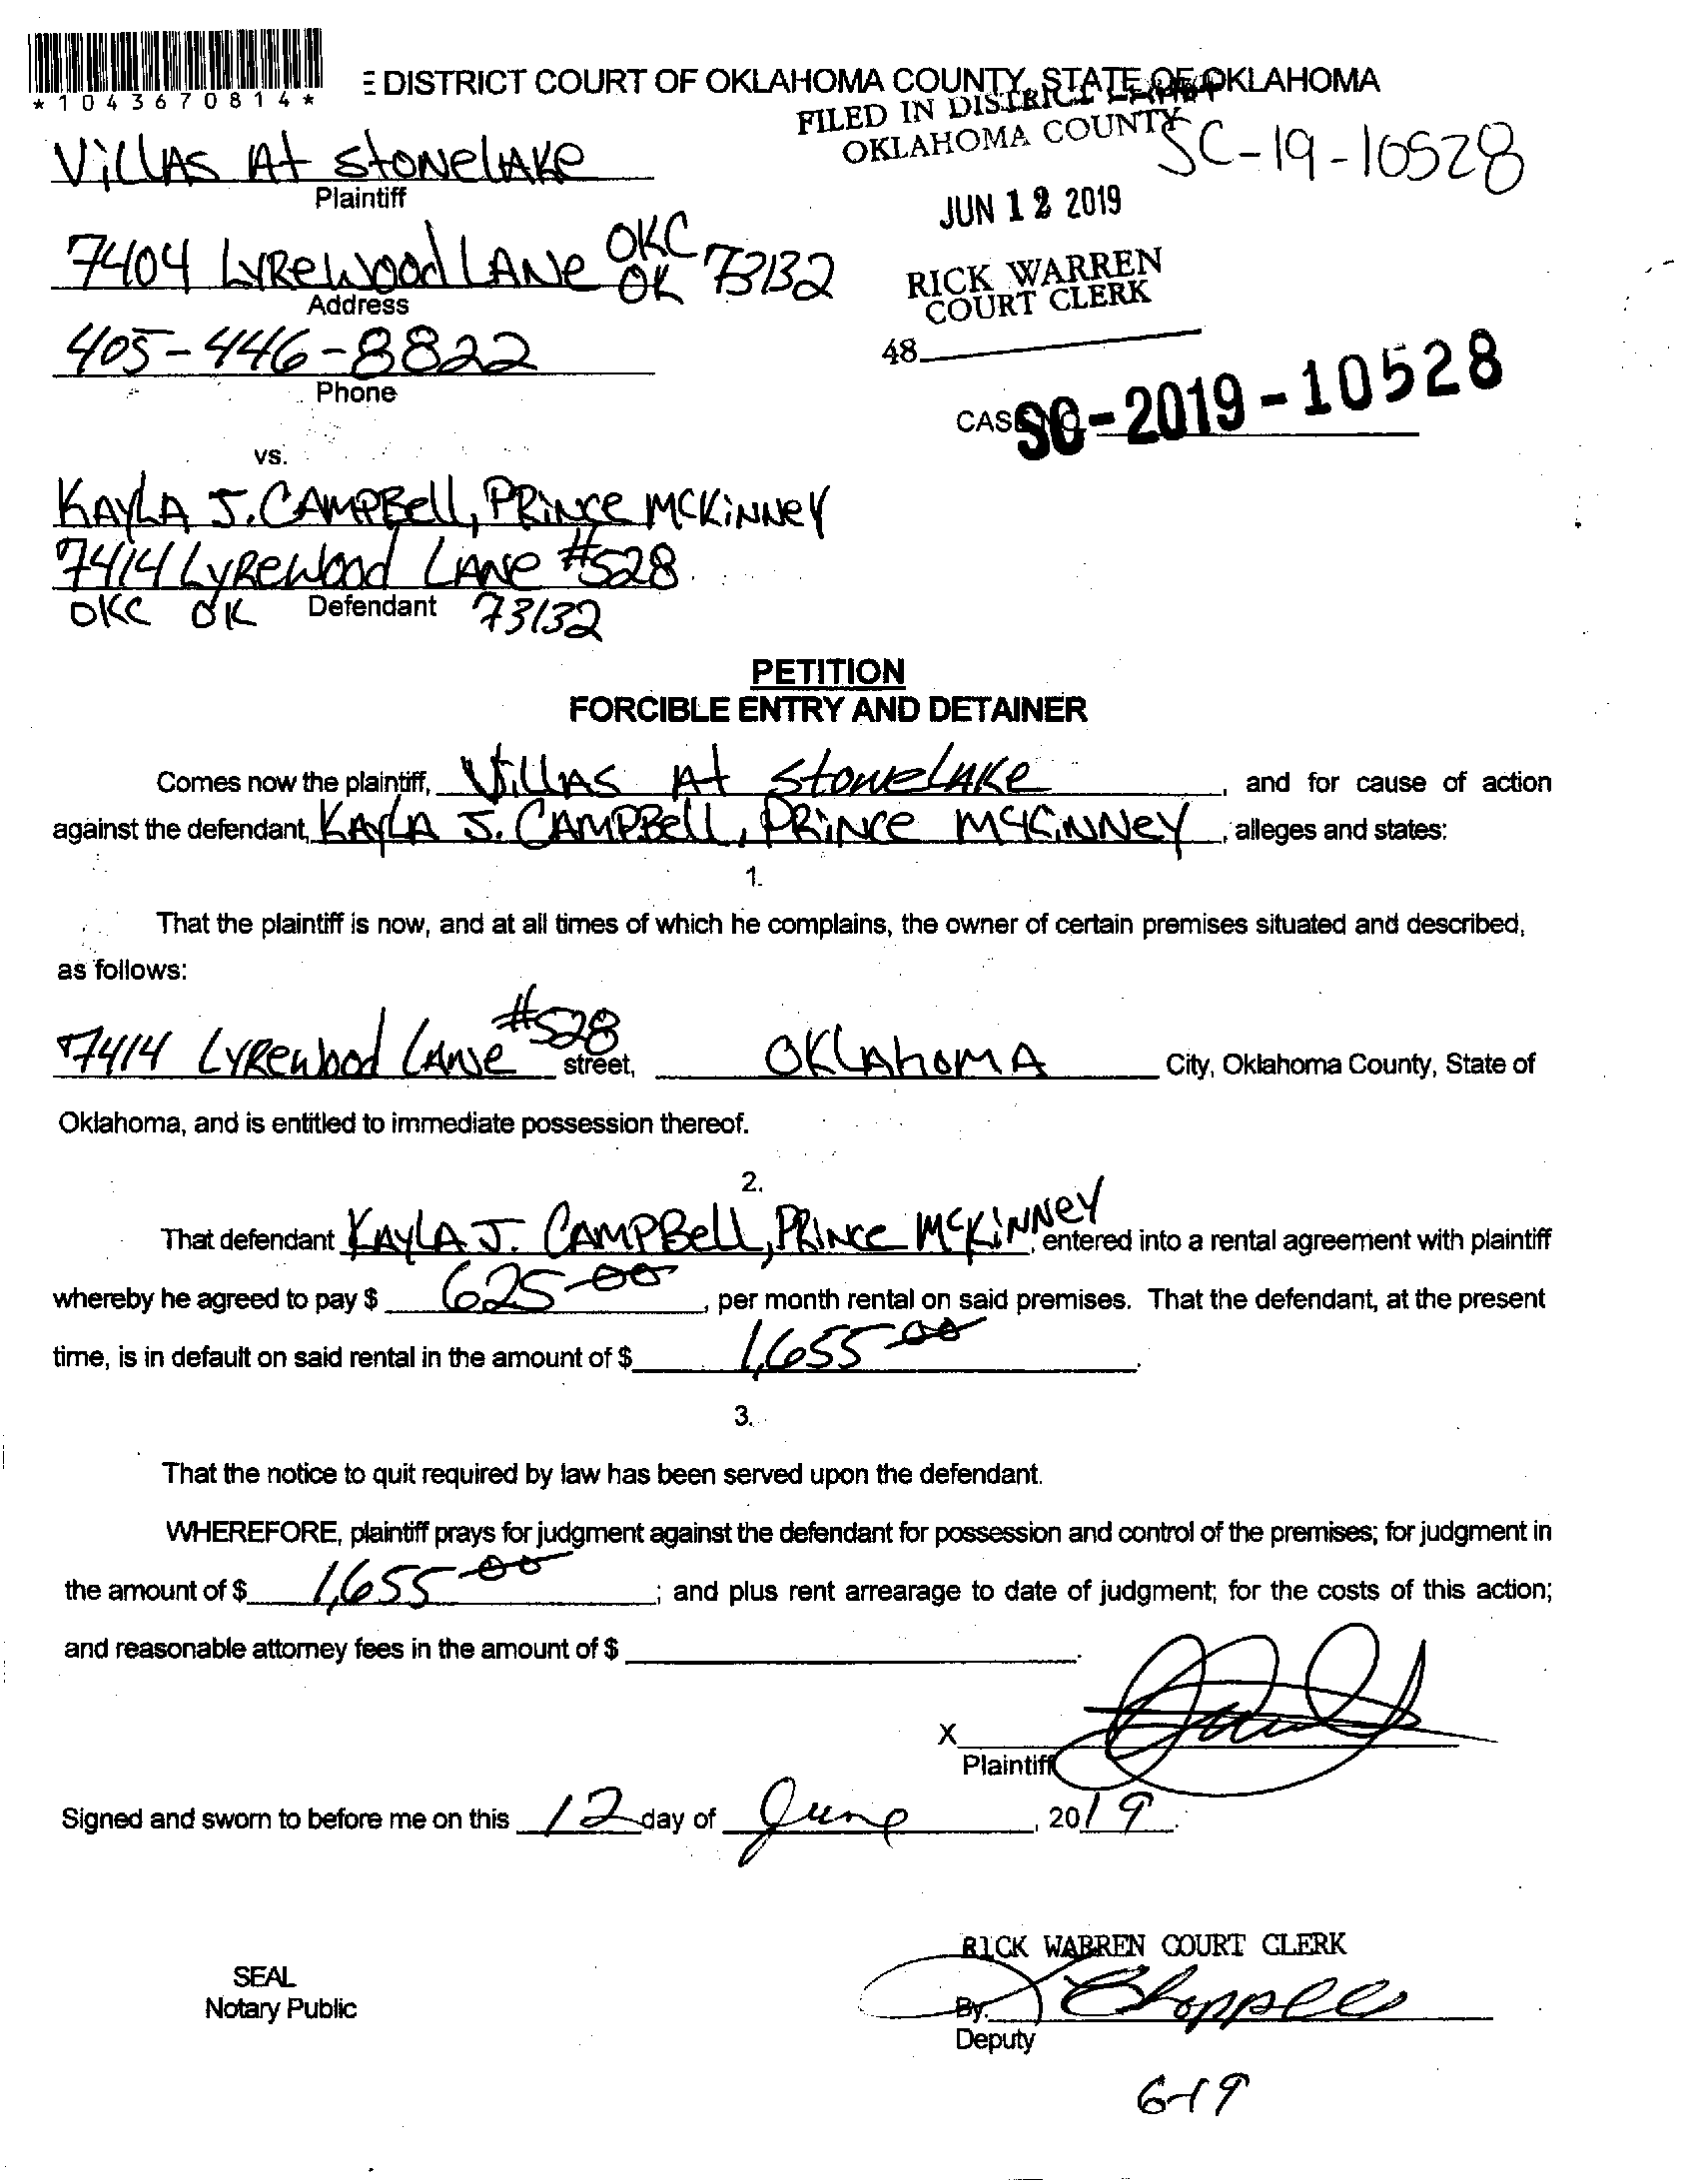 *1043670814*
E DISTRICT COURT OF OKLAHOMA COUNTY, STATE OF OKLAHOMA
FILED IN DISTRICT COURT
OKLAHOMA COUNTY
SC-19-10528
VillAs At stoNelAKe
Plaintiff
JUN 12 2019
7404 LyRewood LANe OKC OK 73132
Address
RICK WARREN
COURT CLERK
405-446-8822
Phone
48
CASE NO. SC-2019-10528
vs.
KAYLA J. CAMPBell, PRiNce McKiNNey
7414 LyRewood LANe #528
OKC OK 73132
Defendant
PETITION
FORCIBLE ENTRY AND DETAINER
Comes now the plaintiff, VillAs At stoneLAKe, and for cause of action
against the defendant, KAYLA J. CAMPBell, PRiNce McKiNNey, alleges and states:
1.
That the plaintiff is now, and at all times of which he complains, the owner of certain premises situated and described,
as follows:
7414 LyRewood LANe #528 street, OKLAhOMA City, Oklahoma County, State of
Oklahoma, and is entitled to immediate possession thereof.
2.
That defendant KAYLA J. CAMPBell, PRiNce McKiNNey, entered into a rental agreement with plaintiff
whereby he agreed to pay $ 625-00, per month rental on said premises. That the defendant, at the present
time, is in default on said rental in the amount of $ 1,655-00.
3.
That the notice to quit required by law has been served upon the defendant.
WHEREFORE, plaintiff prays for judgment against the defendant for possession and control of the premises; for judgment in
the amount of $ 1,655-00; and plus rent arrearage to date of judgment; for the costs of this action;
and reasonable attorney fees in the amount of $ .
X
Plaintiff
Signed and sworn to before me on this 12 day of June, 2019.
RICK WARREN COURT CLERK
SEAL
Notary Public
By.
Deputy
6-19